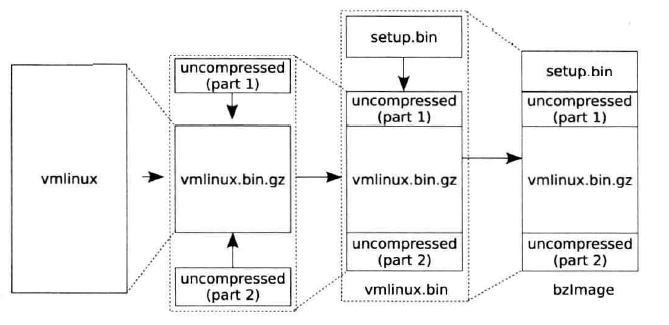 vmlinux
uncompressed
(part 1)
vmlinux.bin.gz
uncompressed
(part 2)
setup.bin
uncompressed
(part 1)
vmlinux.bin.gz
uncompressed
(part 2)
vmlinux.bin
setup.bin
uncompressed
(part 1)
vmlinux.bin.gz
uncompressed
(part 2)
bzImage